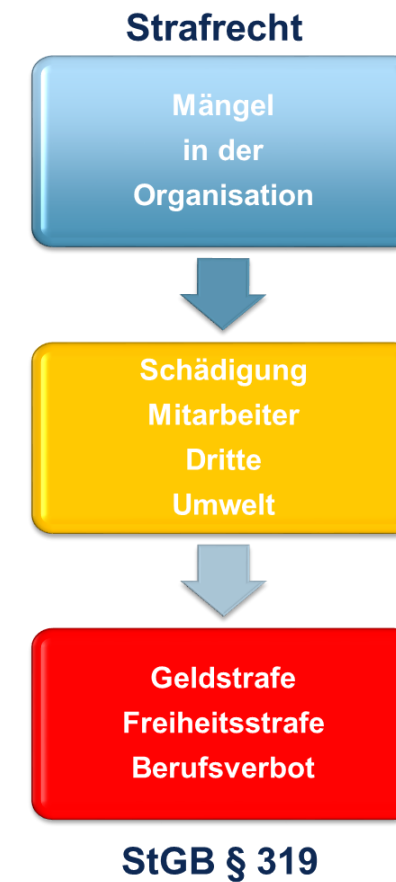 Strafrecht
Mängel
in der
Organisation
Schädigung
Mitarbeiter
Dritte
Umwelt
Geldstrafe
Freiheitsstrafe
Berufsverbot
StGB § 319